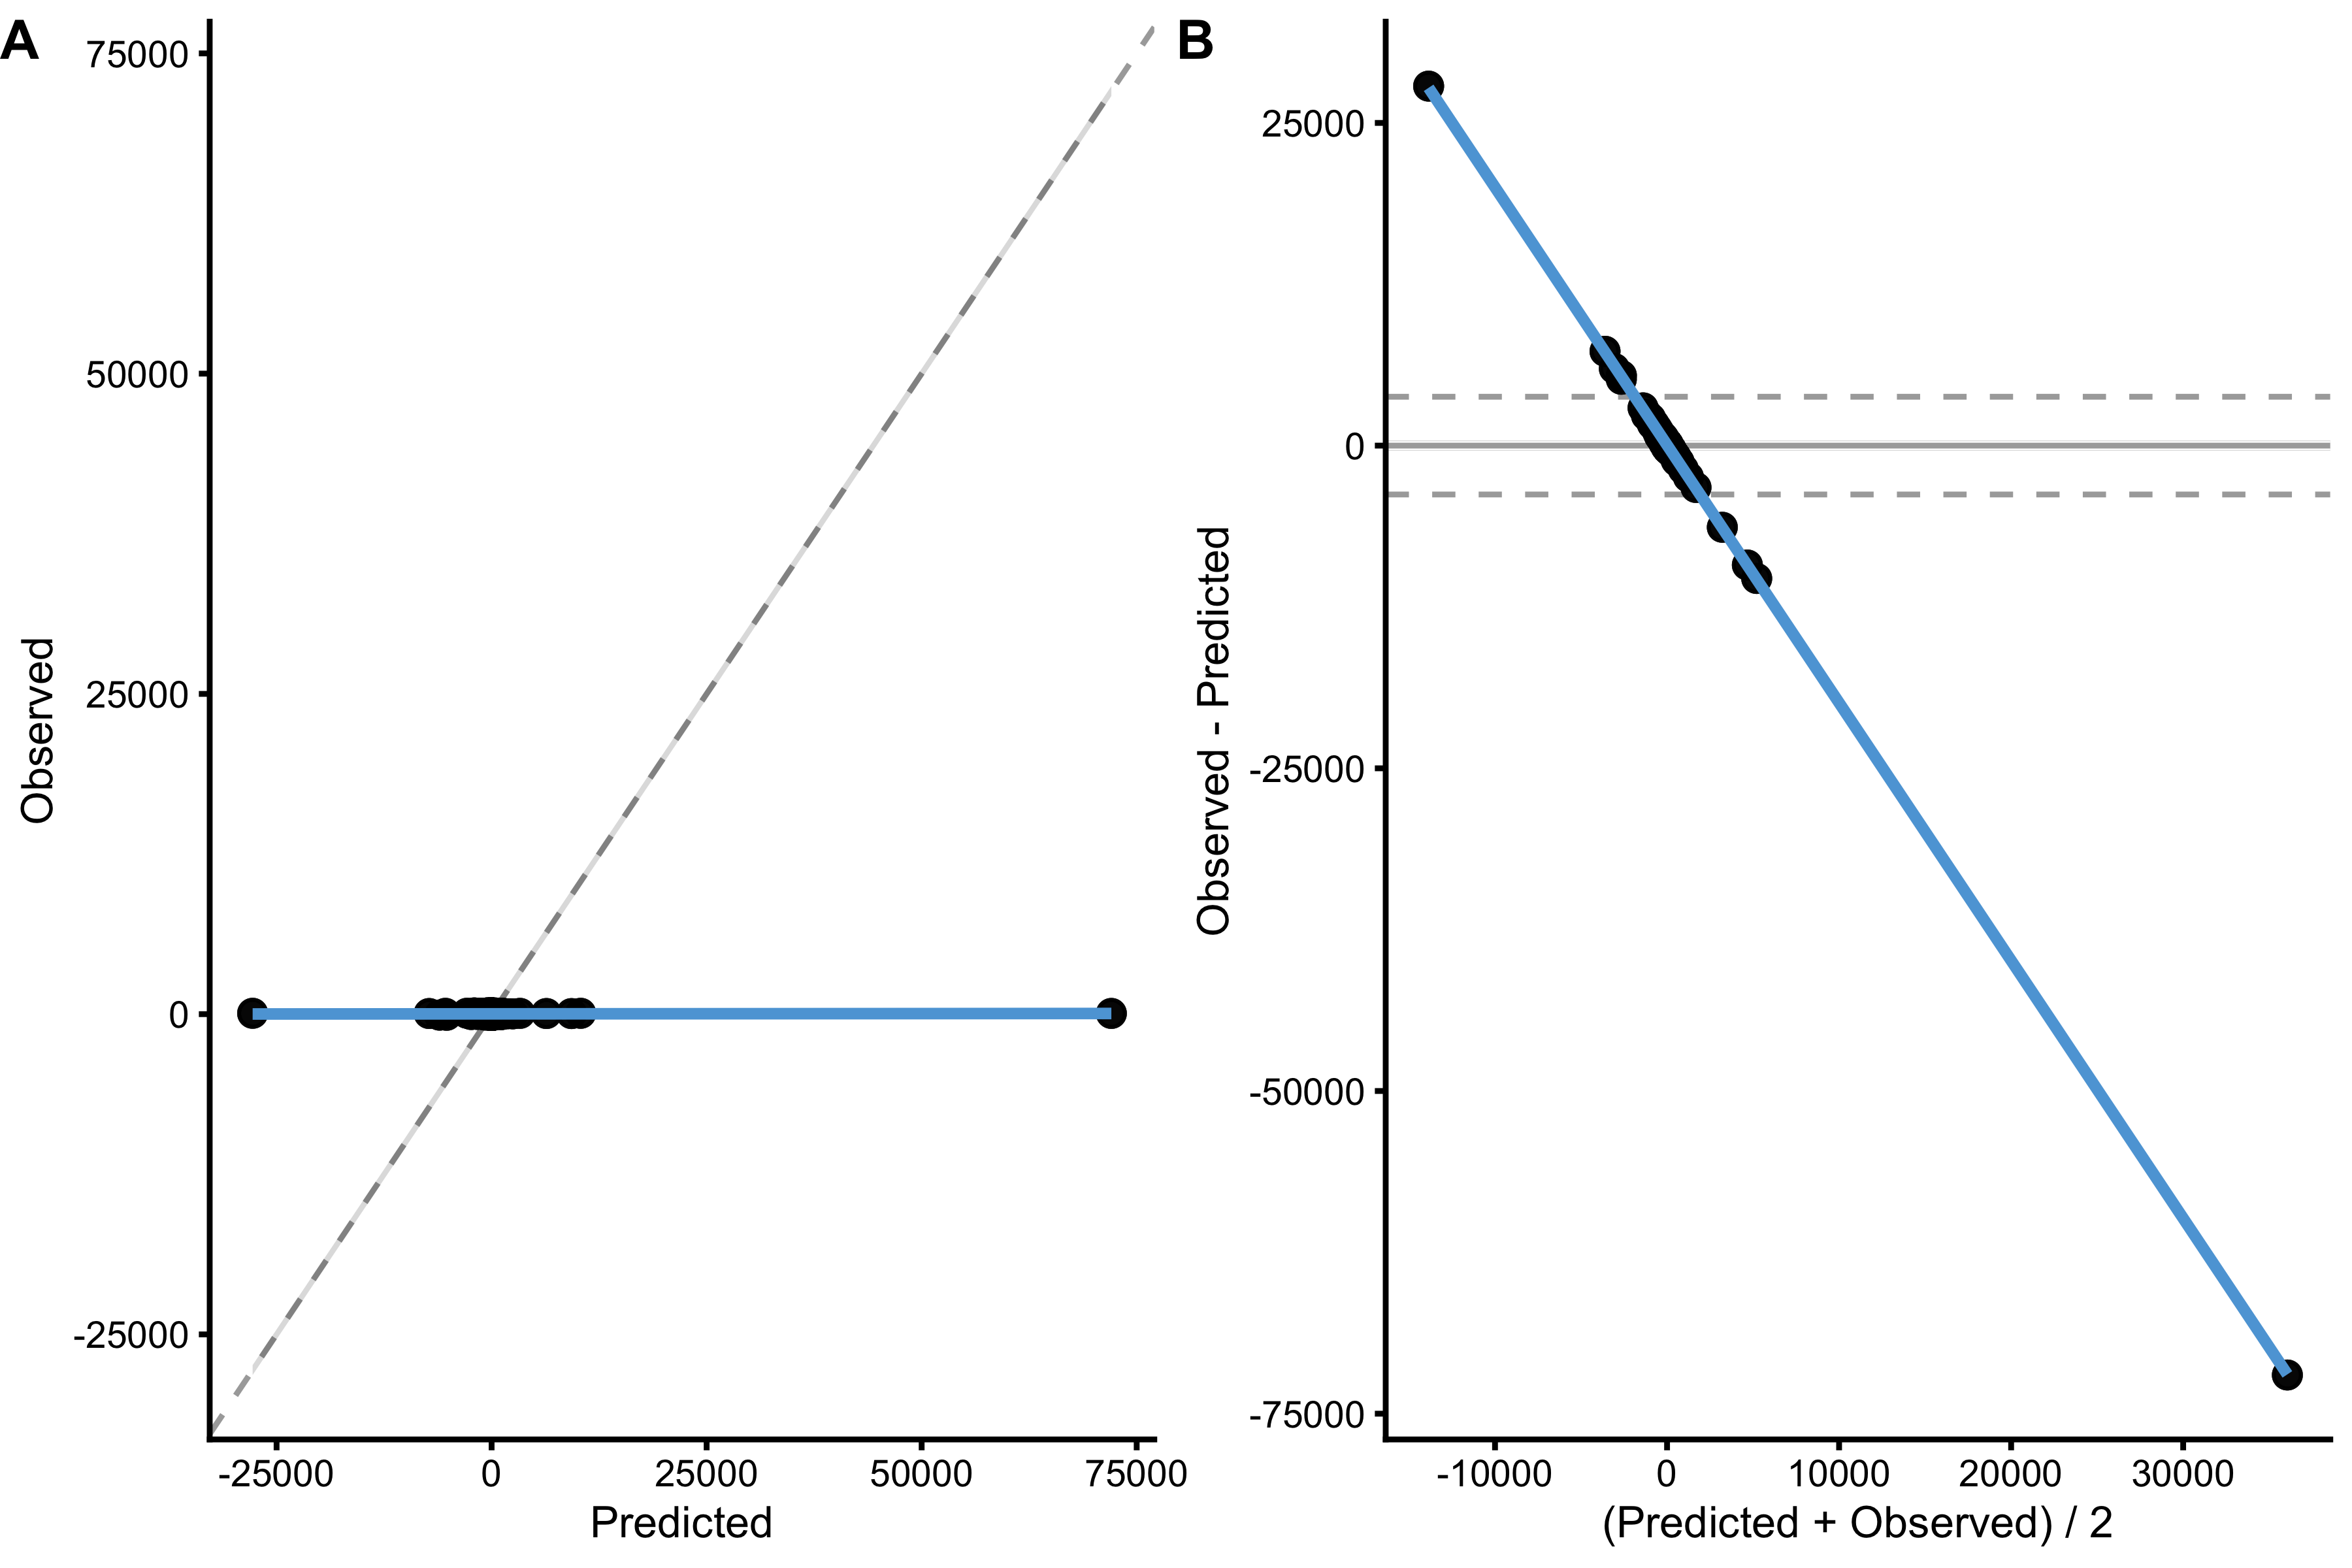 A
75000
50000
25000
0
-25000
Observed
-25000 0 25000 50000 75000
Predicted
B
25000
0
-25000
-50000
-75000
Observed - Predicted
-10000 0 10000 20000 30000
(Predicted + Observed) / 2